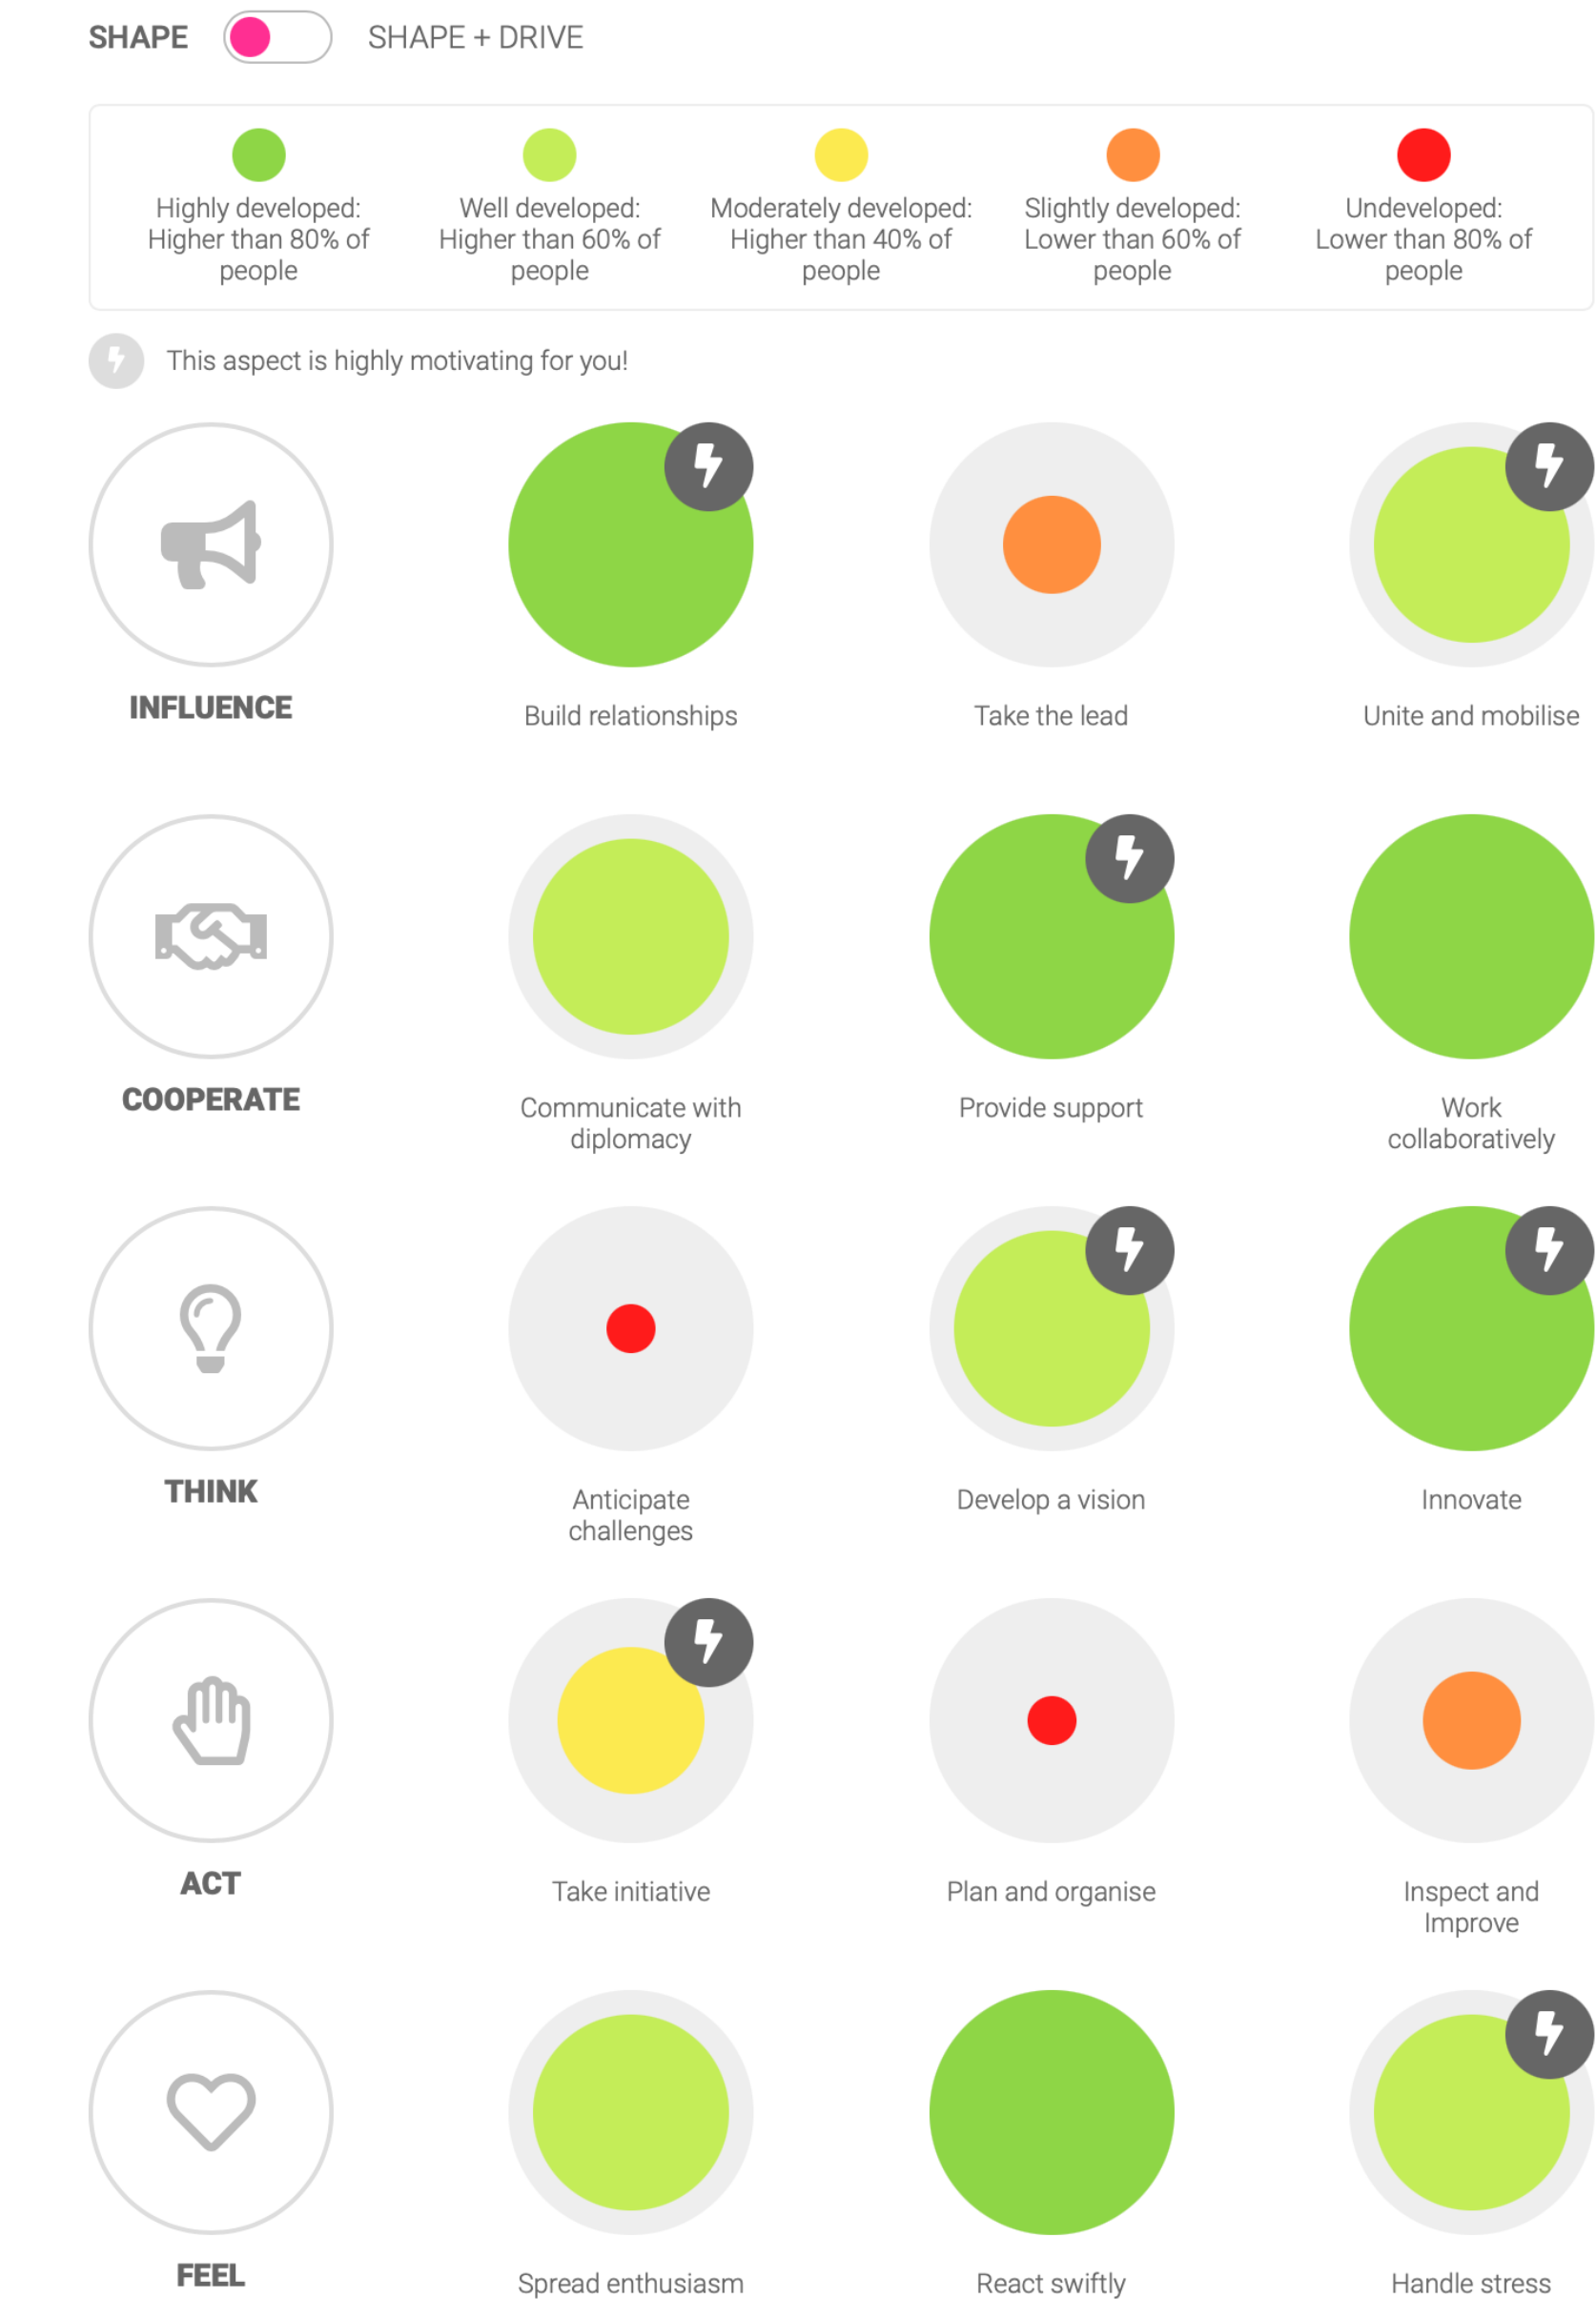 SHAPE SHAPE + DRIVE
Highly developed:
Higher than 80% of
people
Well developed:
Higher than 60% of
people
Moderately developed:
Higher than 40% of
people
Slightly developed:
Lower than 60% of
people
Undeveloped:
Lower than 80% of
people
This aspect is highly motivating for you!
INFLUENCE
Build relationships
Take the lead
Unite and mobilise
COOPERATE
Communicate with
diplomacy
Provide support
Work
collaboratively
THINK
Anticipate
challenges
Develop a vision
Innovate
ACT
Take initiative
Plan and organise
Inspect and
Improve
FEEL
Spread enthusiasm
React swiftly
Handle stress